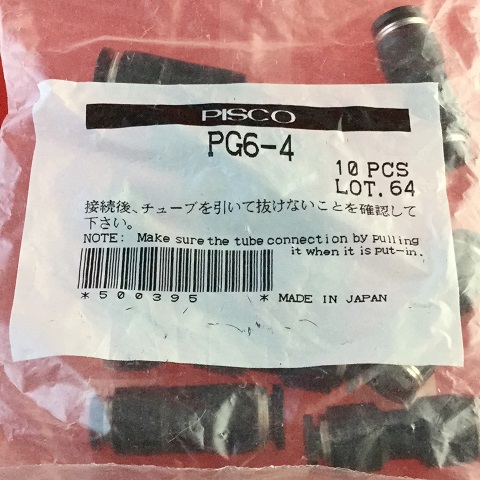 PISCO
PG6-4
10 PCS
LOT. 64
接続後、チューブを引いて抜けないことを確認して
下さい。
NOTE: Make sure the tube connection by pulling
it when it is put-in.
*500395 *
MADE IN JAPAN